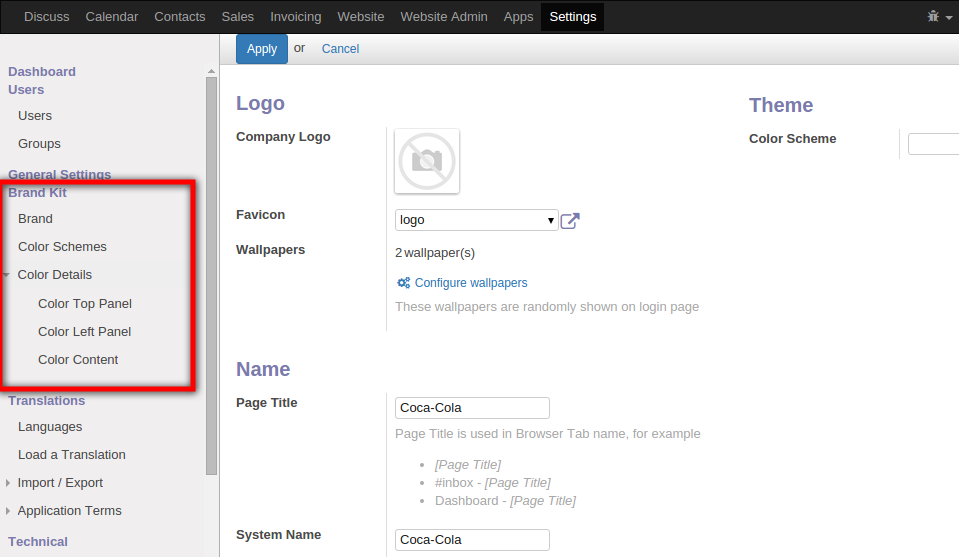 Discuss Calendar Contacts Sales Invoicing Website Website Admin Apps Settings
Apply or Cancel
Dashboard
Users
Users
Groups
General Settings
Brand Kit
Brand
Color Schemes
Color Details
Color Top Panel
Color Left Panel
Color Content
Translations
Languages
Load a Translation
Import / Export
Application Terms
Technical
Logo
Company Logo
Favicon logo
Wallpapers 2 wallpaper(s)
Configure wallpapers
These wallpapers are randomly shown on login page
Name
Page Title Coca-Cola
Page Title is used in Browser Tab name, for example
• [Page Title]
• #inbox - [Page Title]
• Dashboard - [Page Title]
System Name Coca-Cola
Theme
Color Scheme